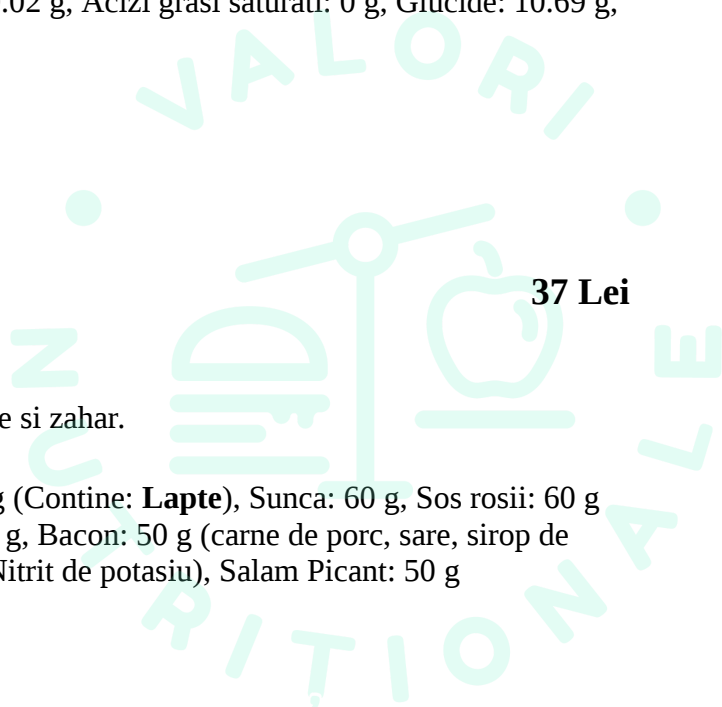 .02 g, Acizi grasi saturati: 0 g, Glucide: 10.69 g,
VALORI NUTRITIONALE
37 Lei
e si zahar.
g (Contine: Lapte), Sunca: 60 g, Sos rosii: 60 g
g, Bacon: 50 g (carne de porc, sare, sirop de
Nitrit de potasiu), Salam Picant: 50 g